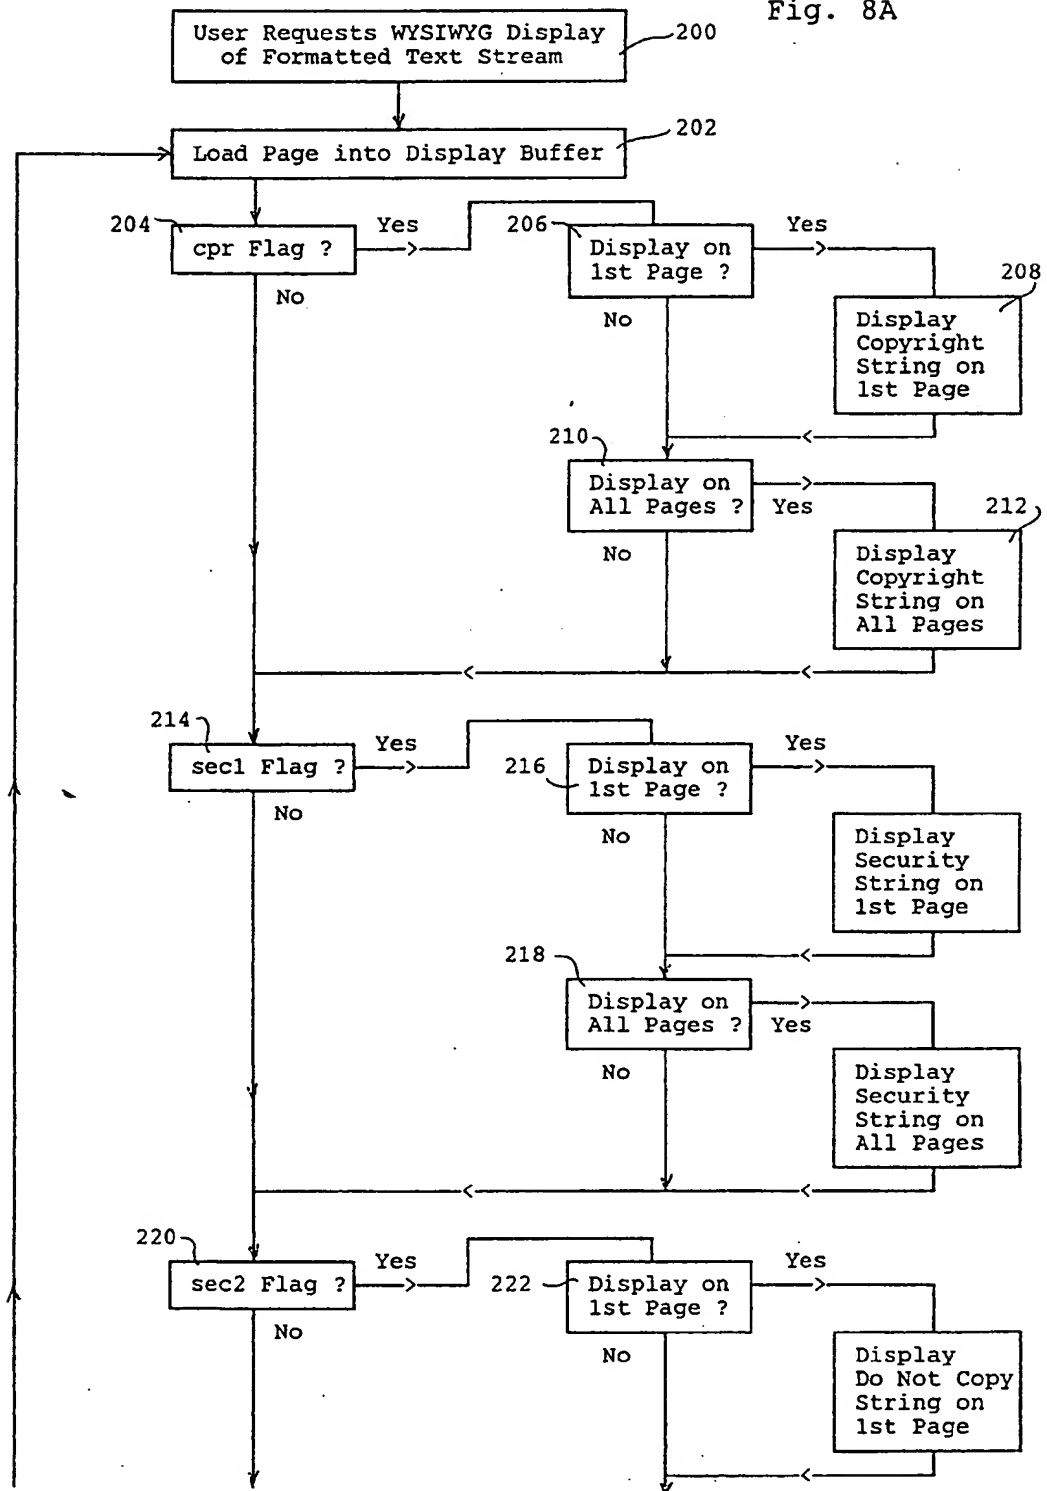 Fig. 8A
User Requests WYSIWYG Display
of Formatted Text Stream
200
202
Load Page into Display Buffer
204
cpr Flag ?
Yes
No
206
Display on
1st Page ?
Yes
No
208
Display
Copyright
String on
1st Page
210
Display on
All Pages ?
Yes
No
212
Display
Copyright
String on
All Pages
214
sec1 Flag ?
Yes
No
216
Display on
1st Page ?
Yes
No
Display
Security
String on
1st Page
218
Display on
All Pages ?
Yes
No
Display
Security
String on
All Pages
220
sec2 Flag ?
Yes
No
222
Display on
1st Page ?
Yes
No
Display
Do Not Copy
String on
1st Page